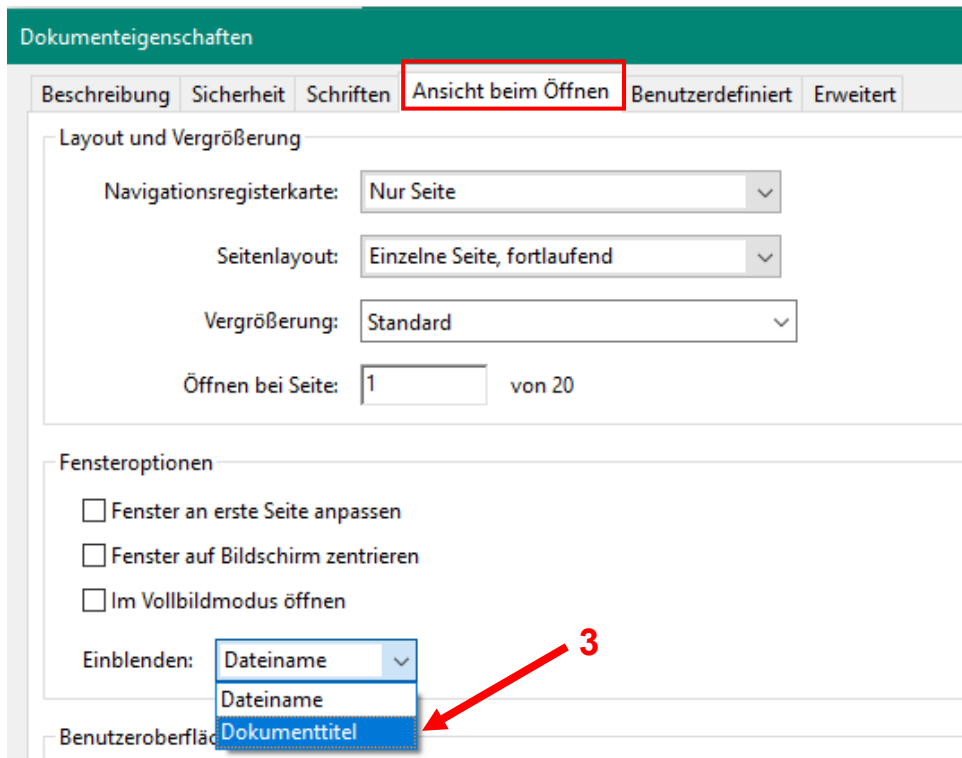 Dokumenteigenschaften
Beschreibung Sicherheit Schriften Ansicht beim Öffnen Benutzerdefiniert Erweitert
Layout und Vergrößerung
Navigationsregisterkarte: Nur Seite
Seitenlayout: Einzelne Seite, fortlaufend
Vergrößerung: Standard
Öffnen bei Seite: 1 von 20
Fensteroptionen
Fenster an erste Seite anpassen
Fenster auf Bildschirm zentrieren
Im Vollbildmodus öffnen
3
Einblenden: Dateiname
Dateiname
Dokumenttitel
Benutzeroberflä